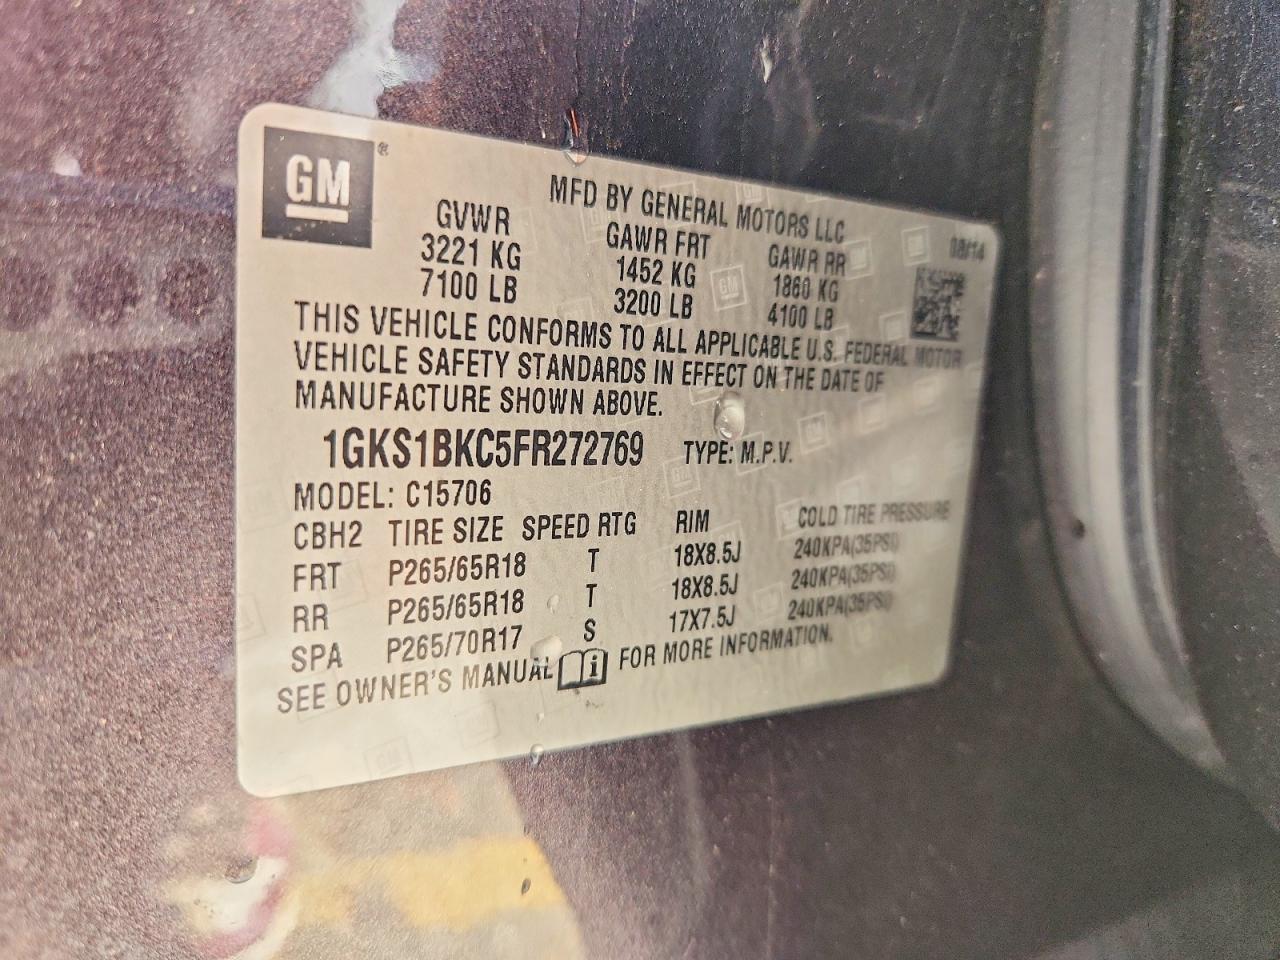 GM ®
MFD BY GENERAL MOTORS LLC
08/14
GVWR GAWR FRT GAWR RR
3221 KG 1452 KG 1860 KG
7100 LB 3200 LB 4100 LB
THIS VEHICLE CONFORMS TO ALL APPLICABLE U.S. FEDERAL MOTOR
VEHICLE SAFETY STANDARDS IN EFFECT ON THE DATE OF
MANUFACTURE SHOWN ABOVE.
1GKS1BKC5FR272769 TYPE: M.P.V.
MODEL: C15706
CBH2 TIRE SIZE SPEED RTG RIM COLD TIRE PRESSURE
FRT P265/65R18 T 18X8.5J 240KPA(35PSI)
RR P265/65R18 T 18X8.5J 240KPA(35PSI)
SPA P265/70R17 S 17X7.5J 240KPA(35PSI)
SEE OWNER'S MANUAL i FOR MORE INFORMATION.